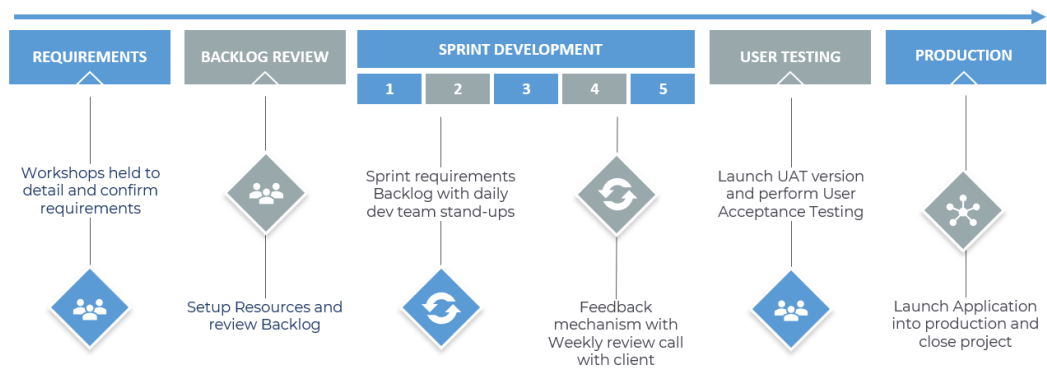 REQUIREMENTS
BACKLOG REVIEW
SPRINT DEVELOPMENT
1
2
3
4
5
USER TESTING
PRODUCTION
Workshops held to
detail and confirm
requirements
Setup Resources and
review Backlog
Sprint requirements
Backlog with daily
dev team stand-ups
Feedback
mechanism with
Weekly review call
with client
Launch UAT version
and perform User
Acceptance Testing
Launch Application
into production and
close project